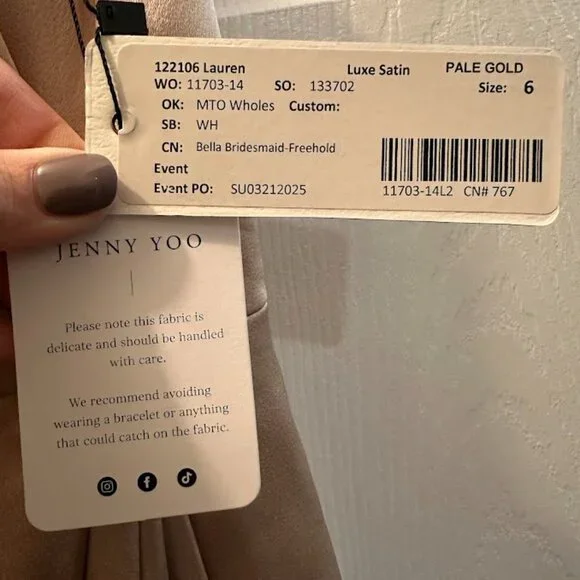 122106 Lauren Luxe Satin PALE GOLD
WO: 11703-14 SO: 133702 Size: 6
OK: MTO Wholes Custom:
SB: WH
CN: Bella Bridesmaid-Freehold
Event
Event PO: SU03212025
11703-14L2 CN# 767
JENNY YOO
Please note this fabric is
delicate and should be handled
with care.
We recommend avoiding
wearing a bracelet or anything
that could catch on the fabric.